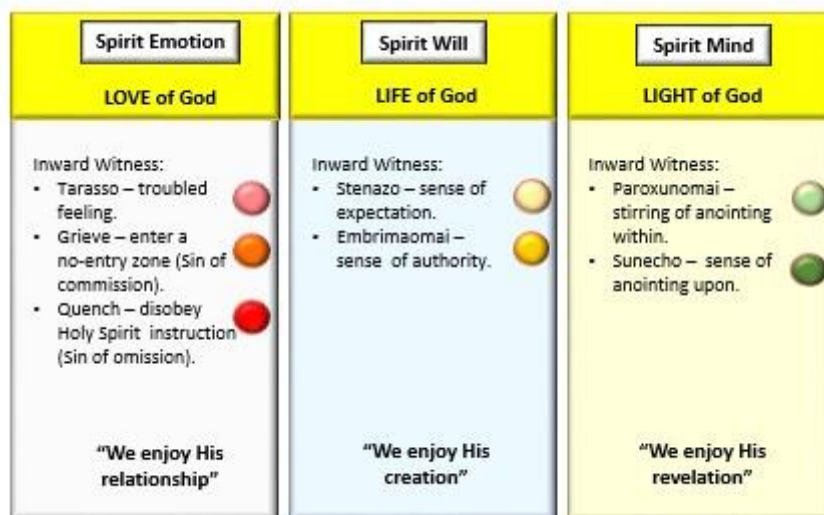 Spirit Emotion
LOVE of God
Inward Witness:
• Tarasso – troubled
feeling.
• Grieve – enter a
no-entry zone (Sin of
commission).
• Quench – disobey
Holy Spirit instruction
(Sin of omission).
“We enjoy His
relationship”
Spirit Will
LIFE of God
Inward Witness:
• Stenazo – sense of
expectation.
• Embrimaomai –
sense of authority.
“We enjoy His
creation”
Spirit Mind
LIGHT of God
Inward Witness:
• Paroxunomai –
stirring of anointing
within.
• Sunecho – sense of
anointing upon.
“We enjoy His
revelation”